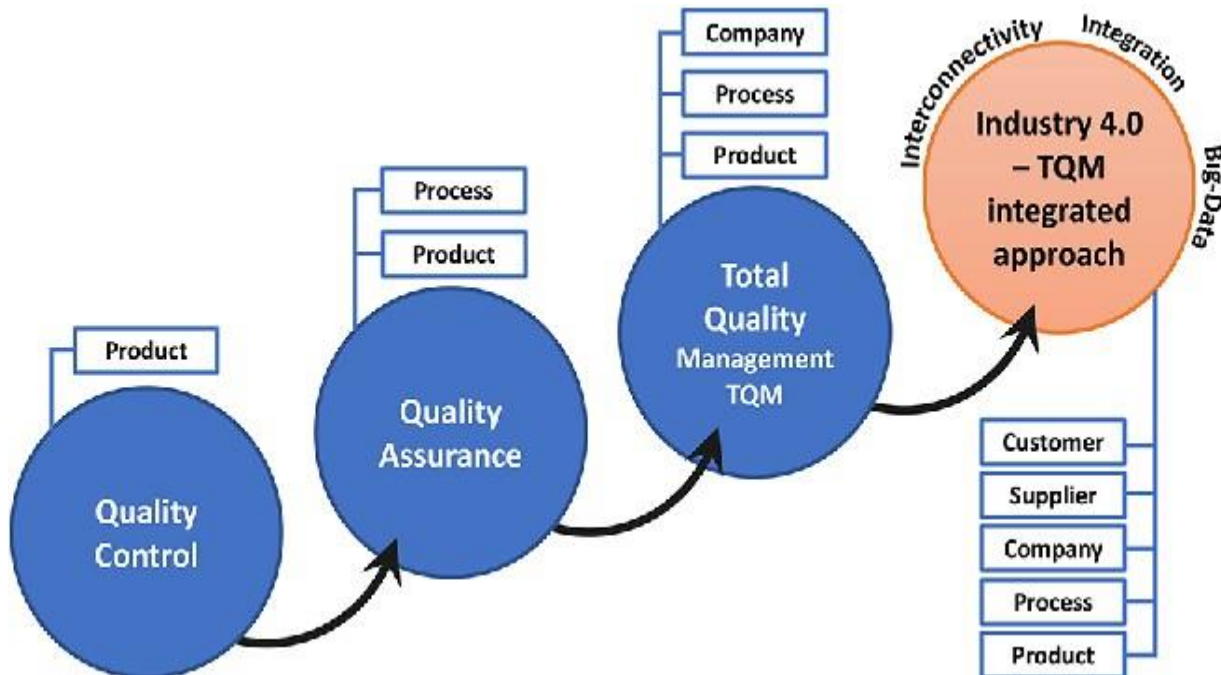 Product
Quality
Control
Process
Product
Quality
Assurance
Company
Process
Product
Total
Quality
Management
TQM
Interconnectivity
Integration
Big-Data
Industry 4.0
– TQM
integrated
approach
Customer
Supplier
Company
Process
Product